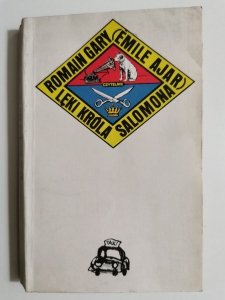 ROMAIN GARY (EMILE AJAR)
CZYTELNIK
LEKI KRÓLA SALOMONA
TAXI